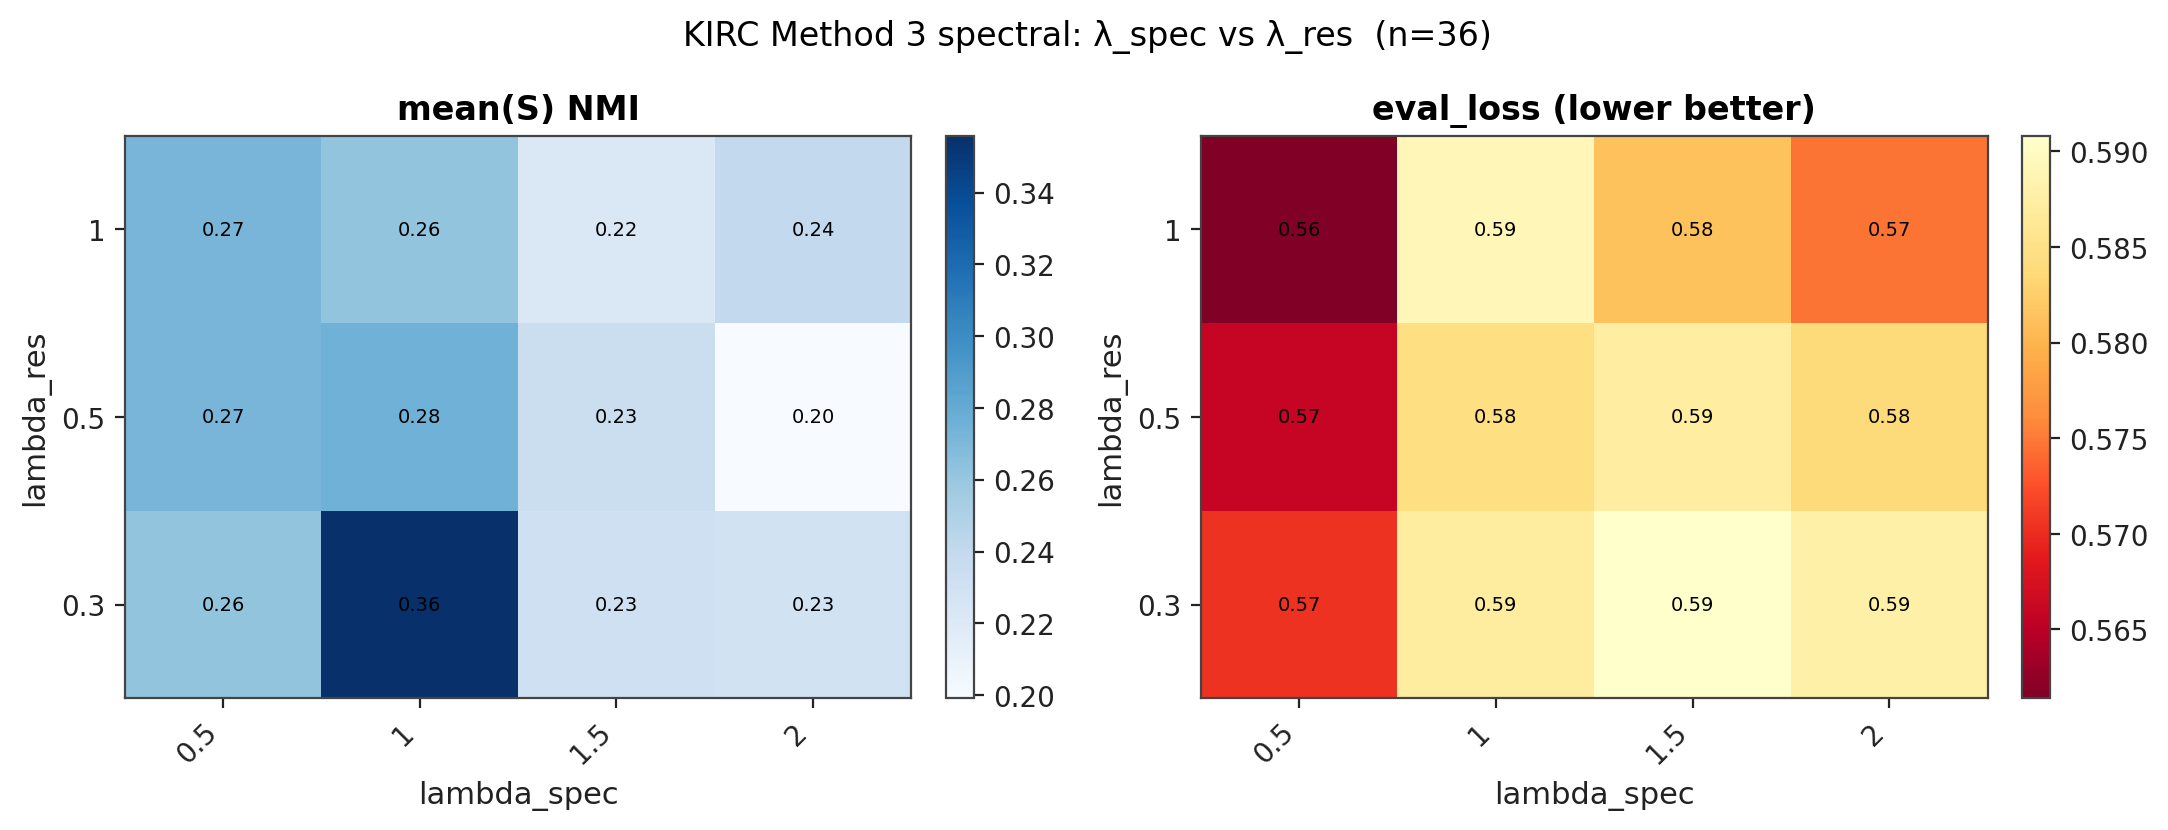 KIRC Method 3 spectral: λ_spec vs λ_res  (n=36)
mean(S) NMI
lambda_res
1
0.5
0.3
0.27 0.26 0.22 0.24
0.27 0.28 0.23 0.20
0.26 0.36 0.23 0.23
0.5 1 1.5 2
lambda_spec
0.34
0.32
0.30
0.28
0.26
0.24
0.22
0.20
eval_loss (lower better)
lambda_res
1
0.5
0.3
0.56 0.59 0.58 0.57
0.57 0.58 0.59 0.58
0.57 0.59 0.59 0.59
0.5 1 1.5 2
lambda_spec
0.590
0.585
0.580
0.575
0.570
0.565